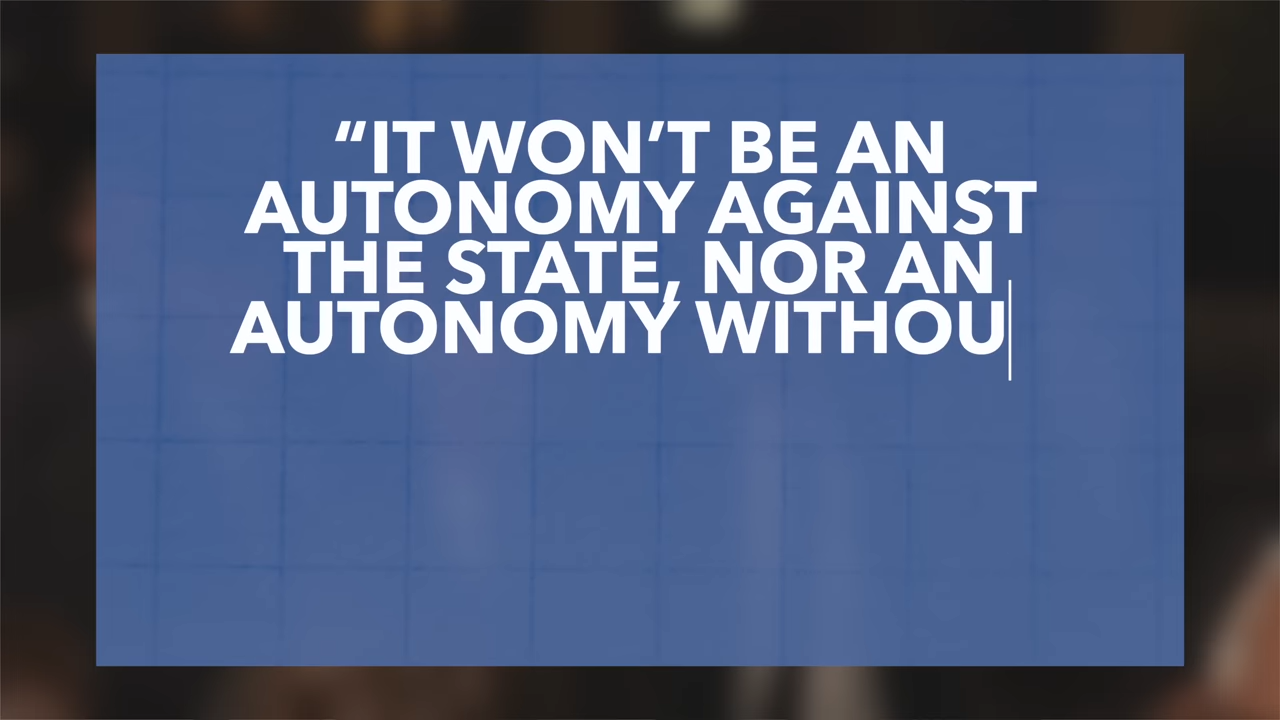 “IT WON’T BE AN
AUTONOMY AGAINST
THE STATE, NOR AN
AUTONOMY WITHOU